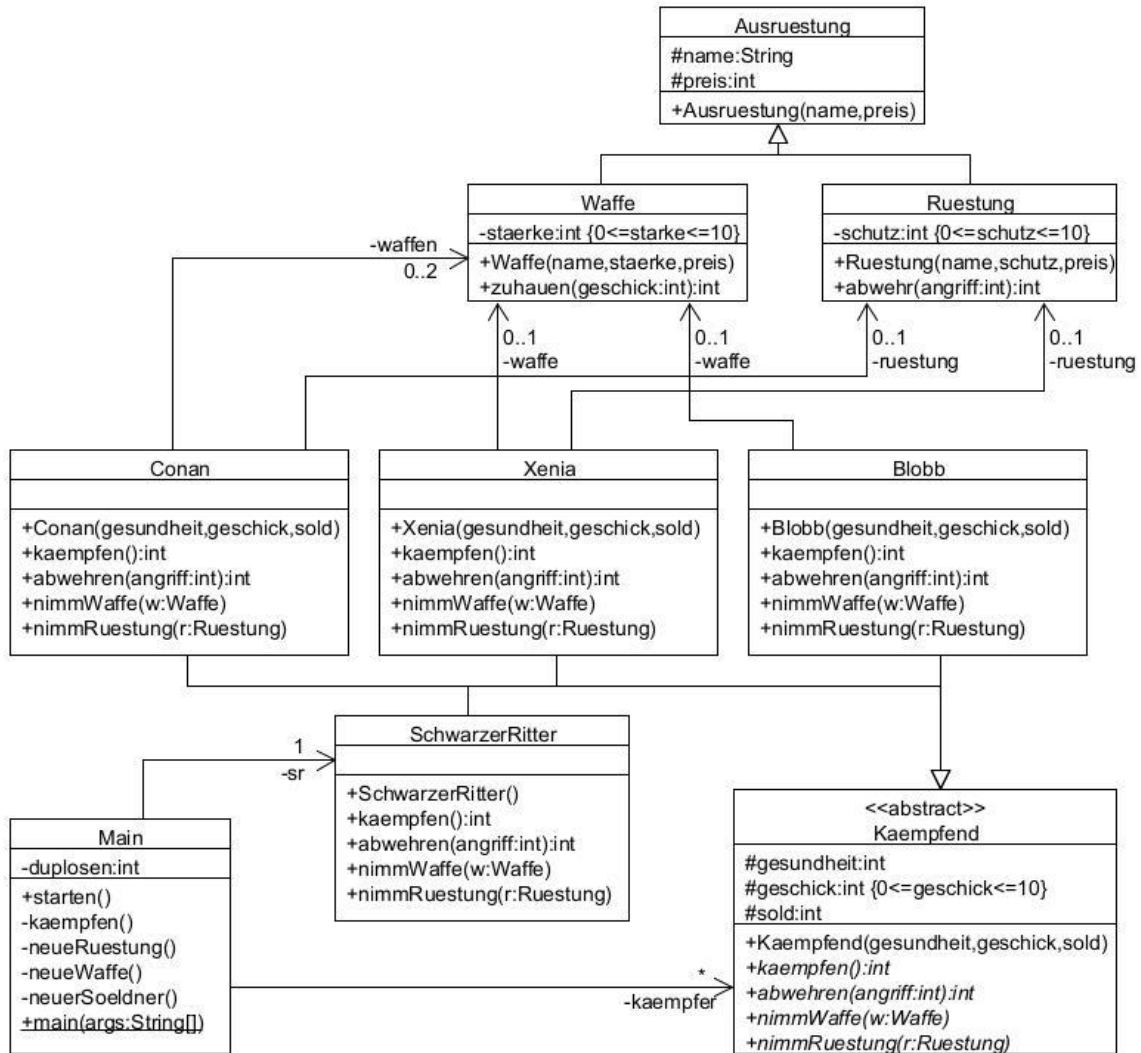 Ausruestung
#name:String
#preis:int
+Ausruestung(name,preis)
Waffe
-staerke:int {0<=starke<=10}
+Waffe(name,staerke,preis)
+zuhauen(geschick:int):int
Ruestung
-schutz:int {0<=schutz<=10}
+Ruestung(name,schutz,preis)
+abwehr(angriff:int):int
-waffen
0..2
0..1
-waffe
0..1
-waffe
0..1
-ruestung
0..1
-ruestung
Conan
+Conan(gesundheit,geschick,sold)
+kaempfen():int
+abwehren(angriff:int):int
+nimmWaffe(w:Waffe)
+nimmRuestung(r:Ruestung)
Xenia
+Xenia(gesundheit,geschick,sold)
+kaempfen():int
+abwehren(angriff:int):int
+nimmWaffe(w:Waffe)
+nimmRuestung(r:Ruestung)
Blobb
+Blobb(gesundheit,geschick,sold)
+kaempfen():int
+abwehren(angriff:int):int
+nimmWaffe(w:Waffe)
+nimmRuestung(r:Ruestung)
1
-sr
SchwarzerRitter
+SchwarzerRitter()
+kaempfen():int
+abwehren(angriff:int):int
+nimmWaffe(w:Waffe)
+nimmRuestung(r:Ruestung)
Main
-duplosen:int
+starten()
-kaempfen()
-neueRuestung()
-neueWaffe()
-neuerSoeldner()
+main(args:String[])
*
-kaempfer
<<abstract>>
Kaempfend
#gesundheit:int
#geschick:int {0<=geschick<=10}
#sold:int
+Kaempfend(gesundheit,geschick,sold)
+kaempfen():int
+abwehren(angriff:int):int
+nimmWaffe(w:Waffe)
+nimmRuestung(r:Ruestung)